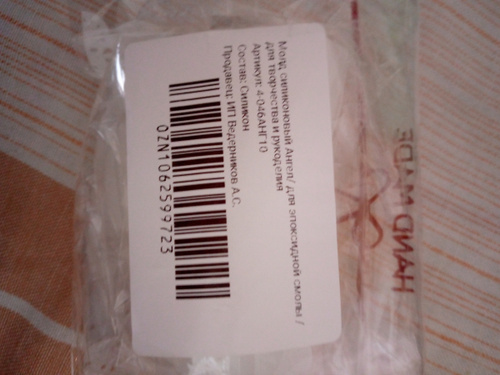 Молд силиконовый Ангел/ для эпоксидной смолы /
для творчества и рукоделия
Артикул: 4-046АНГ10
Состав: Силикон
Продавец: ИП Ведерников А.С.
OZN1062599723
HAND MADE